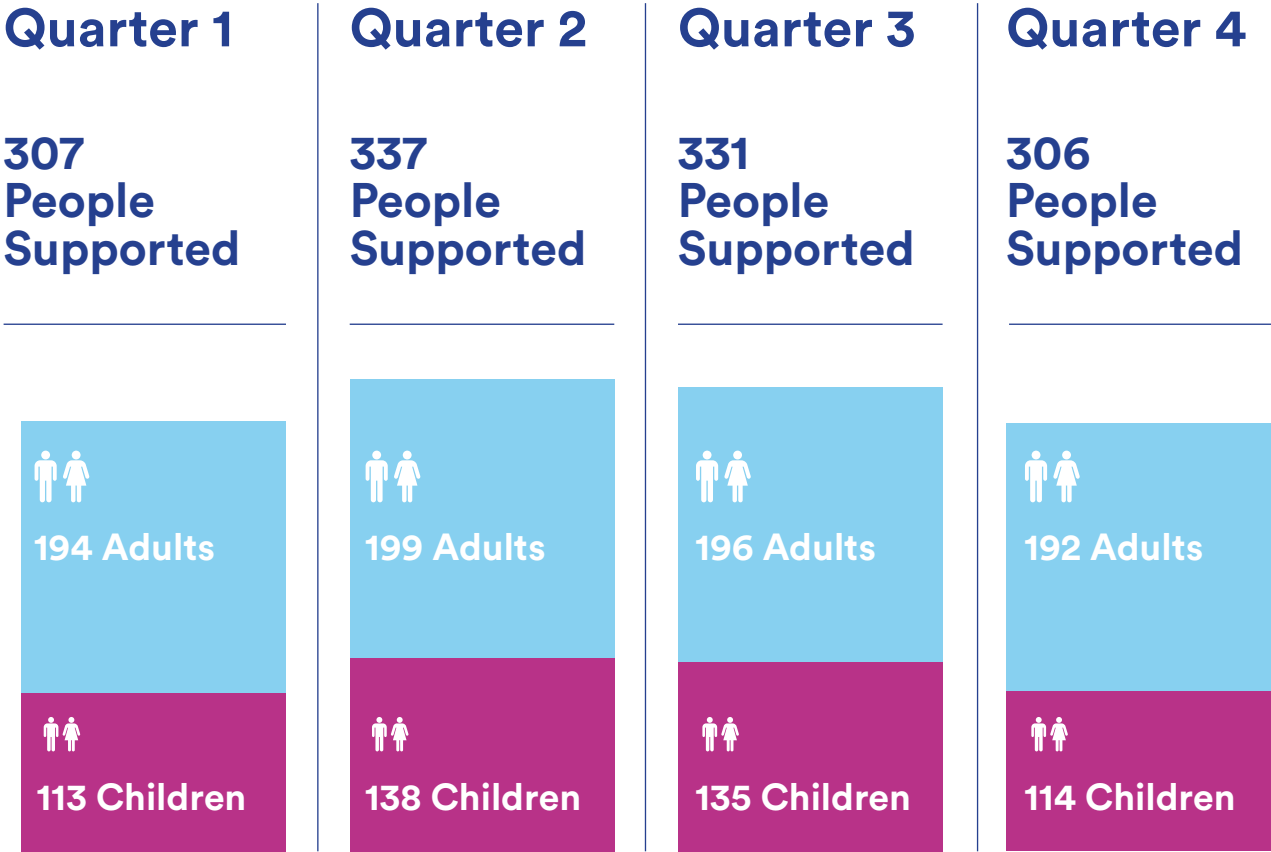 Quarter 1
307
People
Supported
194 Adults
113 Children
Quarter 2
337
People
Supported
199 Adults
138 Children
Quarter 3
331
People
Supported
196 Adults
135 Children
Quarter 4
306
People
Supported
192 Adults
114 Children